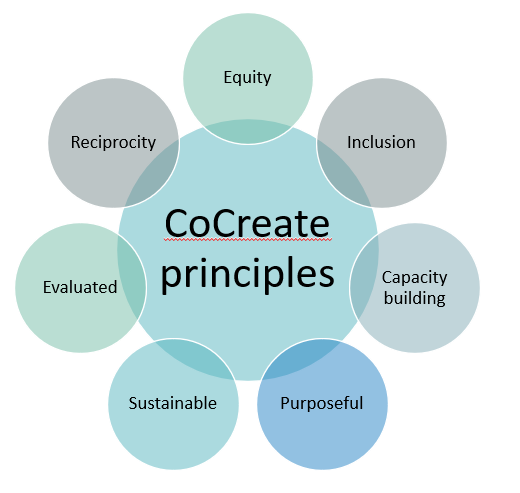 Equity
Reciprocity
Inclusion
CoCreate
principles
Evaluated
Capacity
building
Sustainable
Purposeful